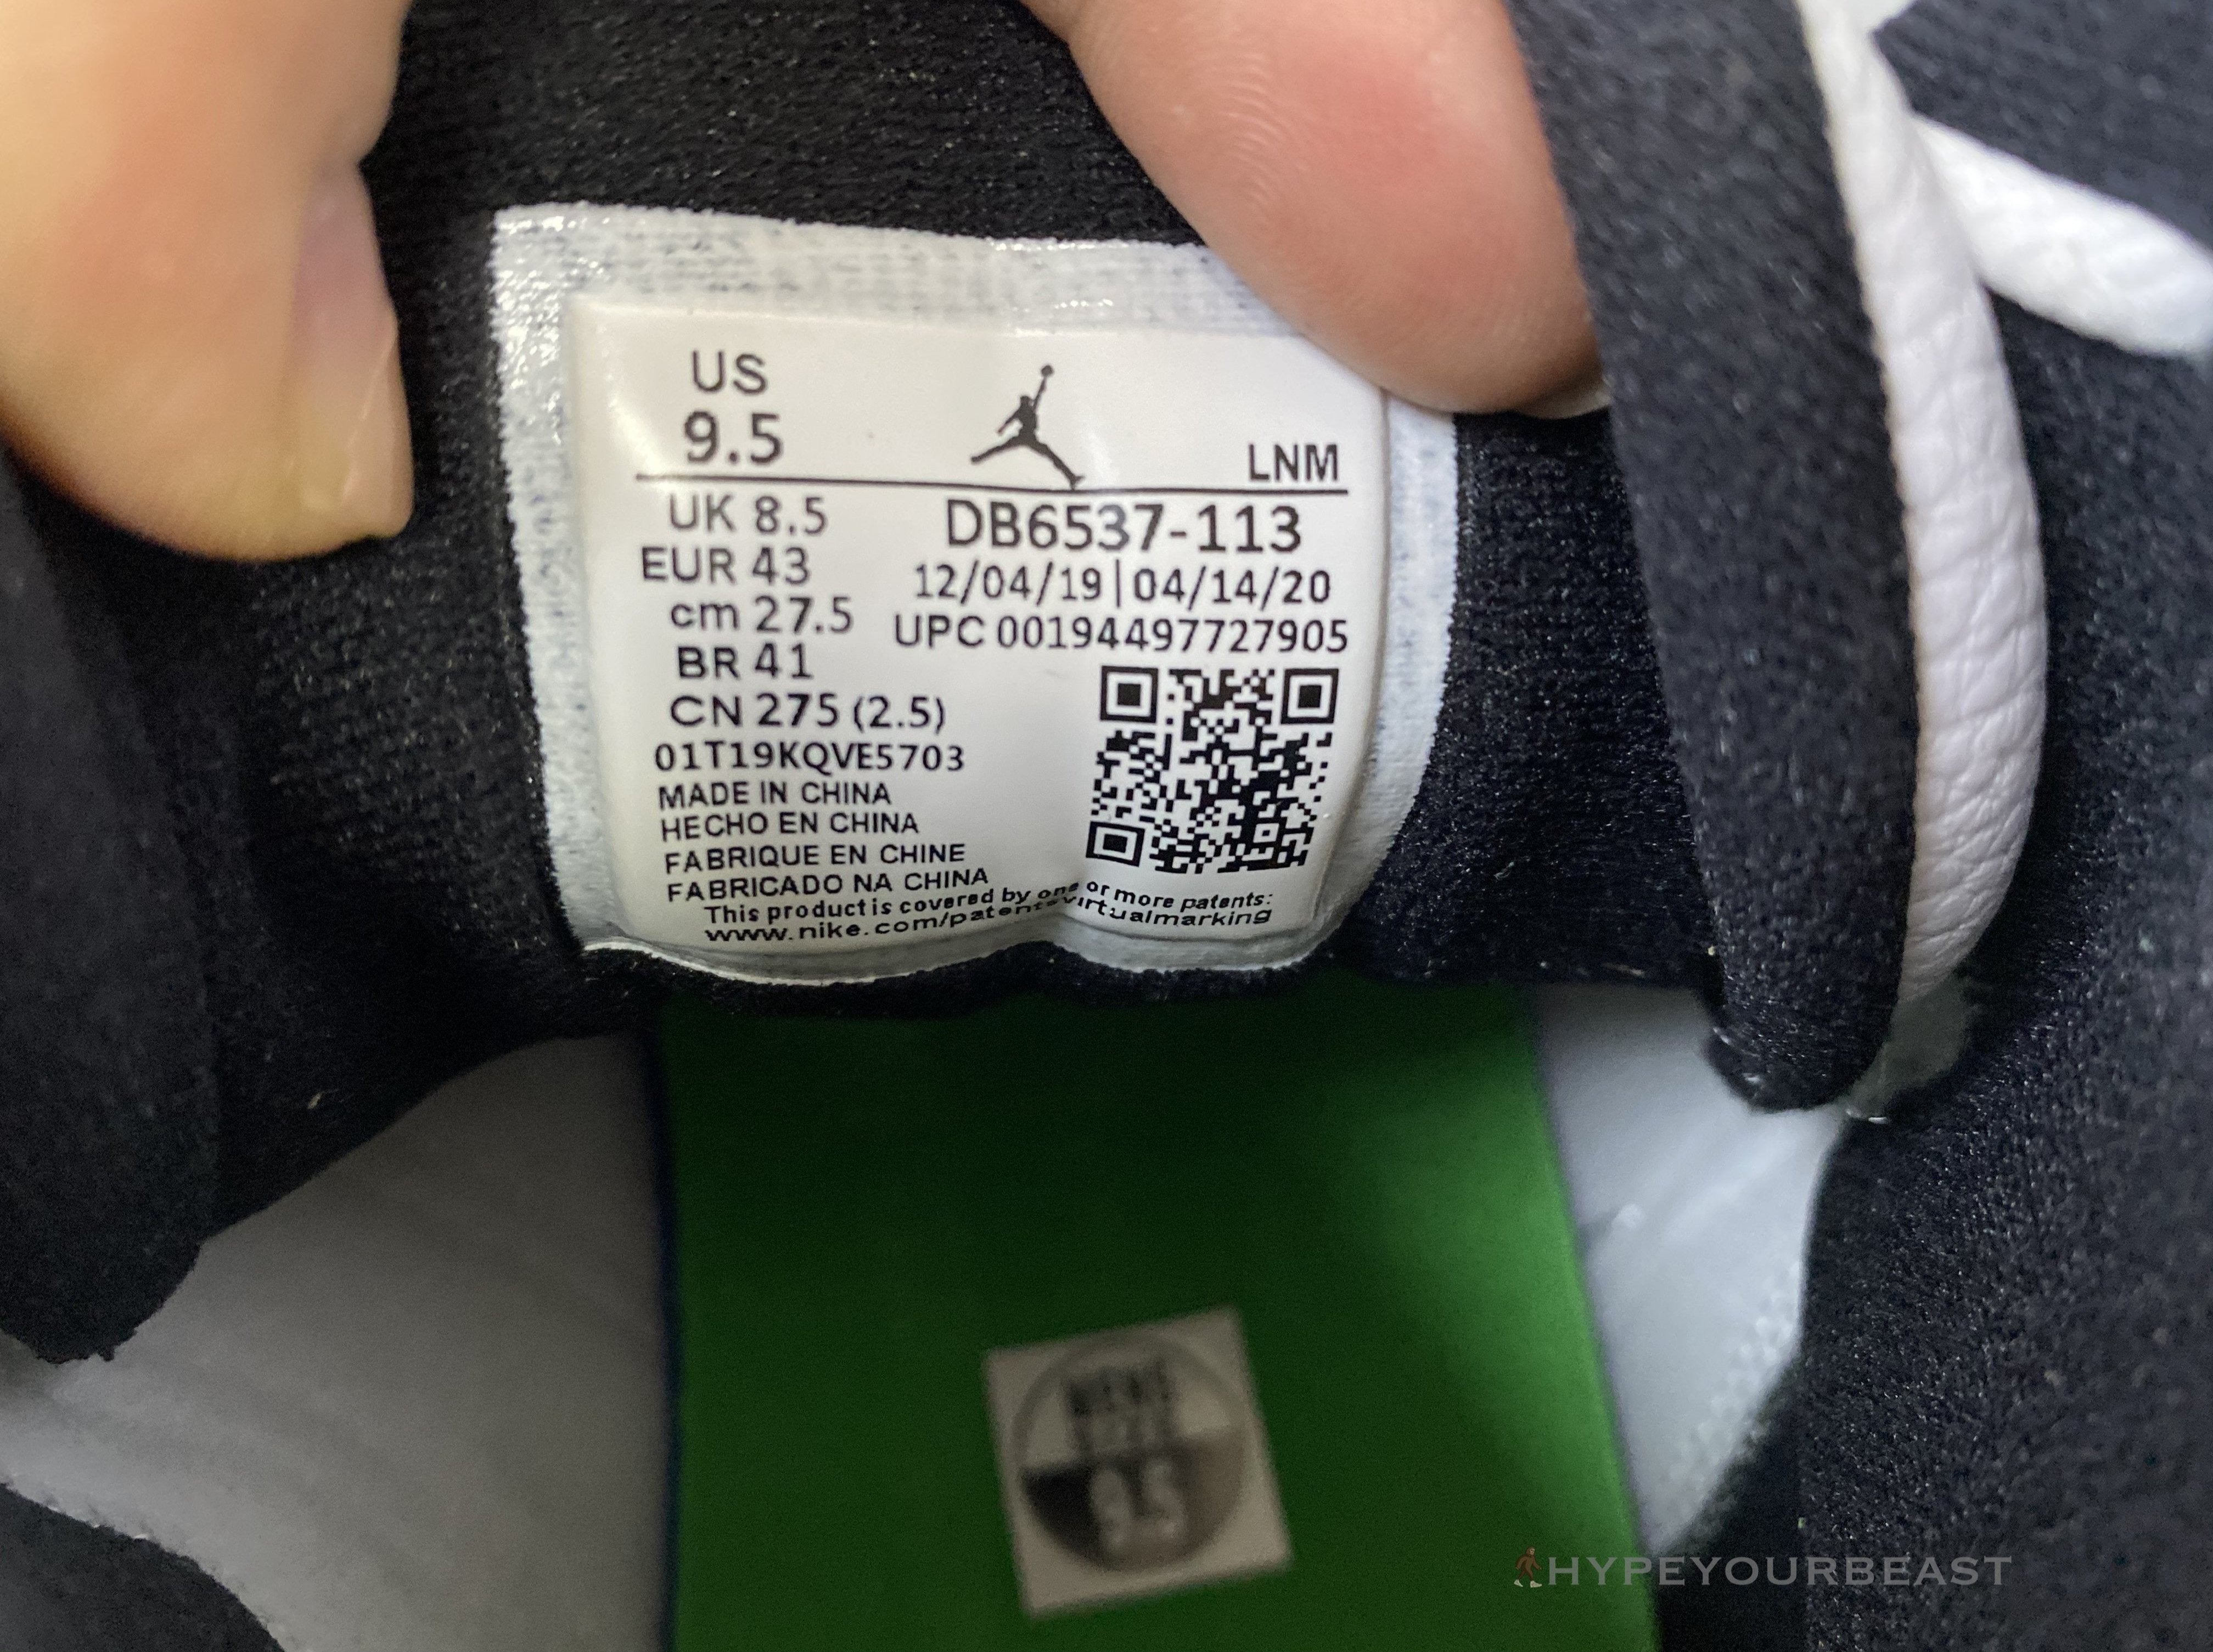 US
9.5
LNM
UK 8.5
EUR 43
cm 27.5
BR 41
CN 275 (2.5)
DB6537-113
12/04/19|04/14/20
UPC 00194497727905
01T19KQVE5703
MADE IN CHINA
HECHO EN CHINA
FABRIQUE EN CHINE
FABRICADO NA CHINA
This product is covered by one or more patents:
www.nike.com/patentsvirtualmarking
9.5
HYPEYOURBEAST